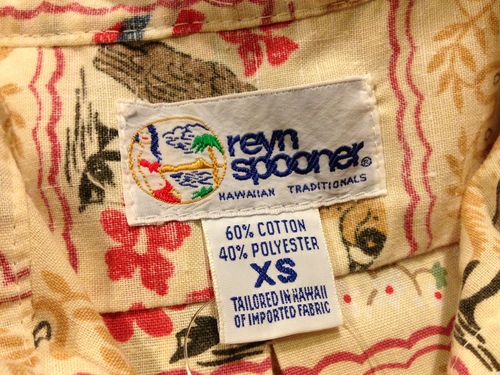 reyn
spooner®
HAWAIIAN TRADITIONALS
60% COTTON
40% POLYESTER
XS
TAILORED IN HAWAII
OF IMPORTED FABRIC